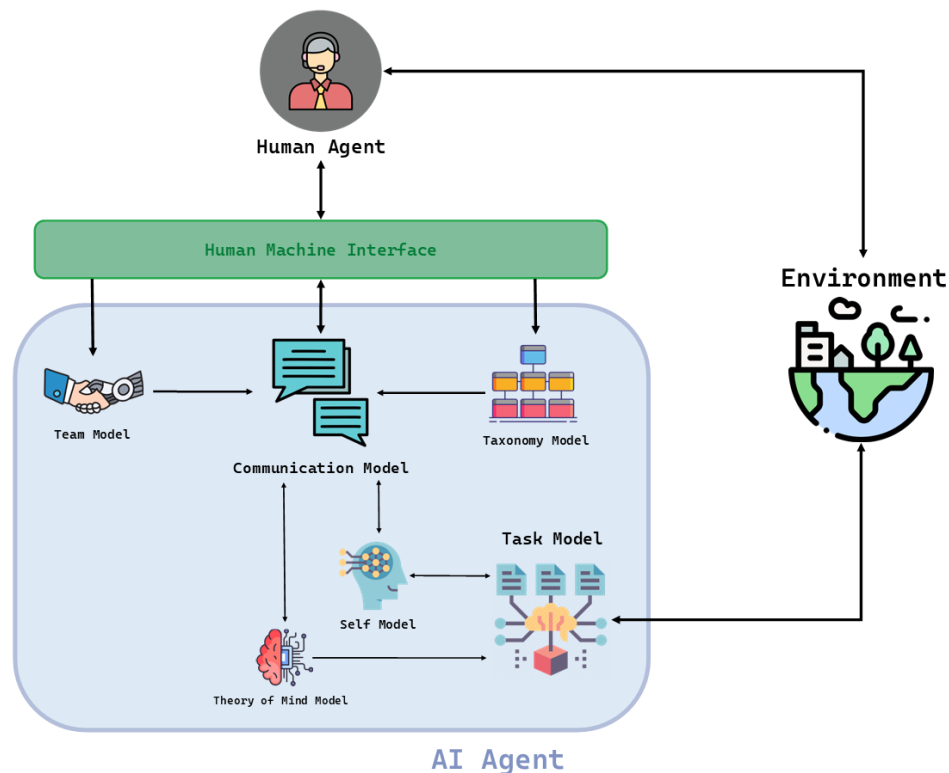 Human Agent
Human Machine Interface
Environment
Team Model
Taxonomy Model
Communication Model
Task Model
Self Model
Theory of Mind Model
AI Agent